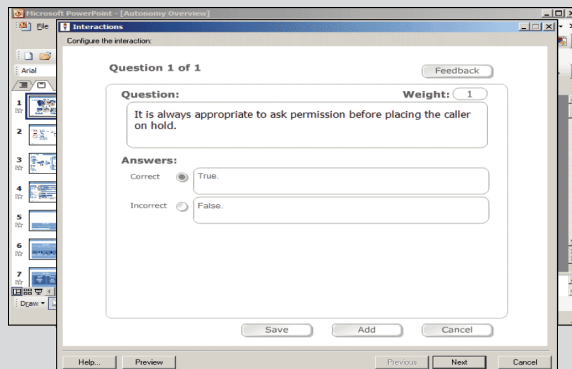 Microsoft PowerPoint - [Autonomy Overview]
File
Interactions
Configure the interaction:
Arial
Question 1 of 1
Feedback
Question:
Weight: 1
It is always appropriate to ask permission before placing the caller
on hold.
Answers:
Correct
True.
Incorrect
False.
1
2
3
4
5
6
7
Draw
Save
Add
Cancel
Help...
Preview
Previous
Next
Cancel